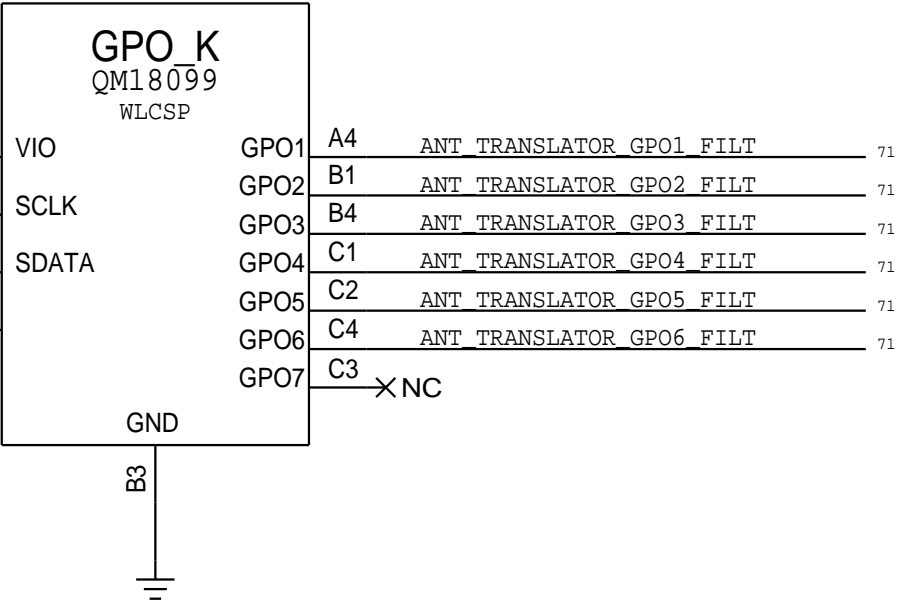 GPO_K
QM18099
WLCSP
VIO
SCLK
SDATA
GPO1 A4 ANT_TRANSLATOR_GPO1_FILT 71
GPO2 B1 ANT_TRANSLATOR_GPO2_FILT 71
GPO3 B4 ANT_TRANSLATOR_GPO3_FILT 71
GPO4 C1 ANT_TRANSLATOR_GPO4_FILT 71
GPO5 C2 ANT_TRANSLATOR_GPO5_FILT 71
GPO6 C4 ANT_TRANSLATOR_GPO6_FILT 71
GPO7 C3 NC
GND
B3